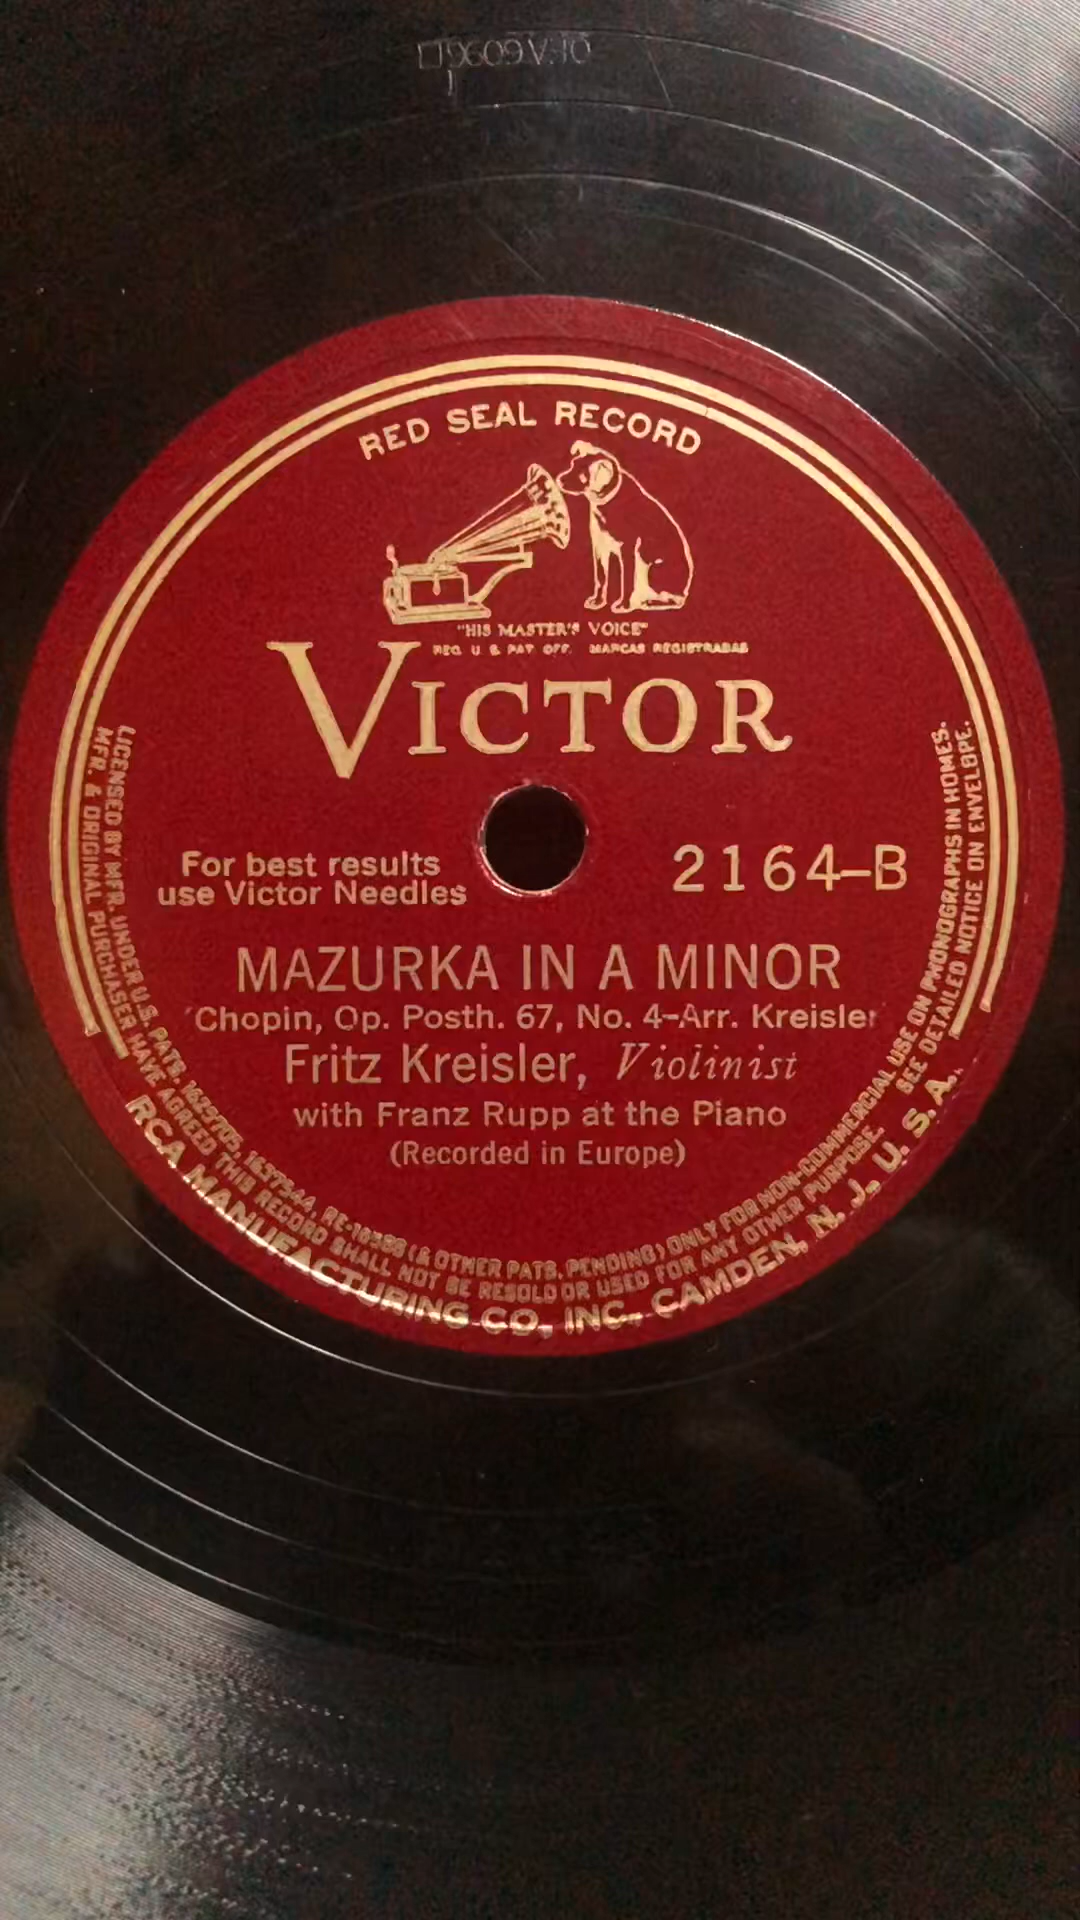 RED SEAL RECORD
"HIS MASTER'S VOICE"
REG. U. S. PAT. OFF. MARCAS REGISTRADAS
VICTOR
For best results
use Victor Needles
2164–B
MAZURKA IN A MINOR
Chopin, Op. Posth. 67, No. 4–Arr. Kreisler
Fritz Kreisler, Violinist
with Franz Rupp at the Piano
(Recorded in Europe)
LICENSED BY MFR. UNDER U.S. PATS. 1637544, (& OTHER PATS. PENDING) ONLY FOR NON-COMMERCIAL USE ON PHONOGRAPHS IN HOMES.
MFR. & ORIGINAL PURCHASER HAVE AGREED THIS RECORD SHALL NOT BE RESOLD OR USED FOR ANY OTHER PURPOSE. SEE DETAILED NOTICE ON ENVELOPE.
RCA MANUFACTURING CO., INC., CAMDEN, N. J., U. S. A.